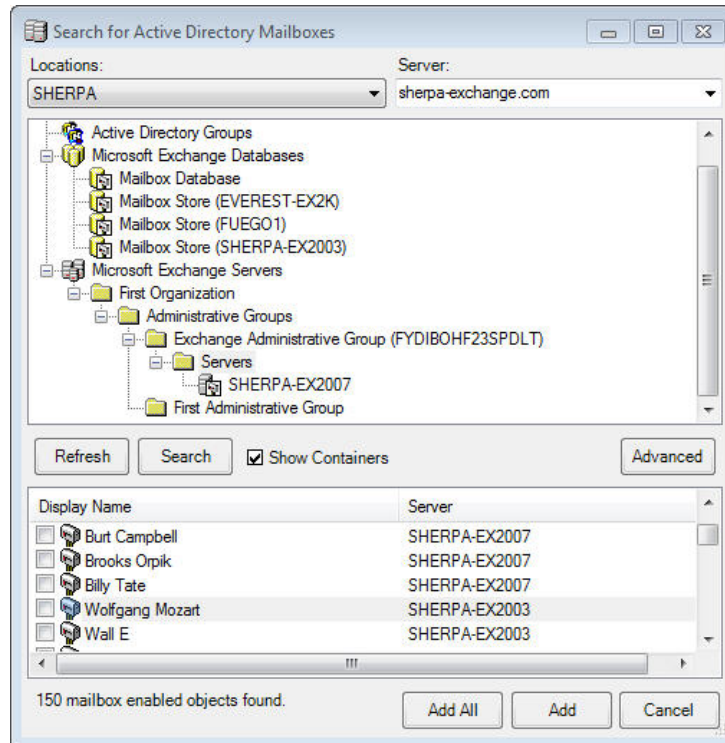 Search for Active Directory Mailboxes
Locations: Server:
SHERPA sherpa-exchange.com
Active Directory Groups
Microsoft Exchange Databases
Mailbox Database
Mailbox Store (EVEREST-EX2K)
Mailbox Store (FUEGO1)
Mailbox Store (SHERPA-EX2003)
Microsoft Exchange Servers
First Organization
Administrative Groups
Exchange Administrative Group (FYDIBOHF23SPDLT)
Servers
SHERPA-EX2007
First Administrative Group
Refresh Search Show Containers Advanced
Display Name Server
Burt Campbell SHERPA-EX2007
Brooks Orpik SHERPA-EX2007
Billy Tate SHERPA-EX2007
Wolfgang Mozart SHERPA-EX2003
Wall E SHERPA-EX2003
150 mailbox enabled objects found. Add All Add Cancel